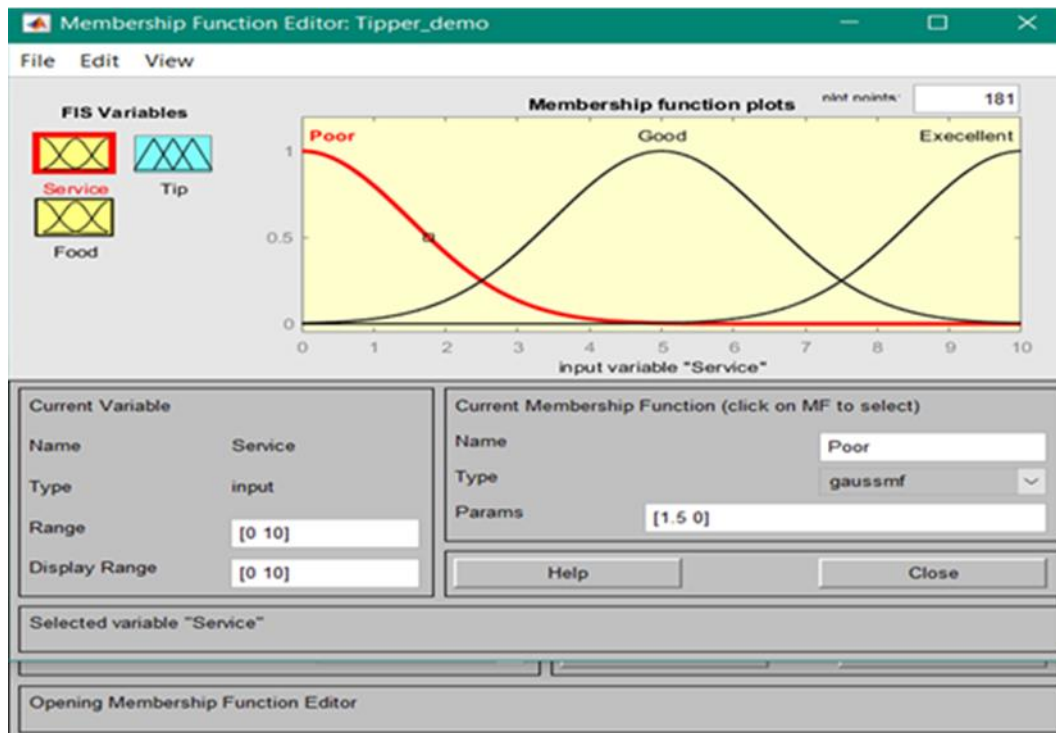 Membership Function Editor: Tipper_demo
File Edit View
FIS Variables
Service
Tip
Food
Membership function plots
plot points:
181
Poor
Good
Execellent
1
0.5
0
0 1 2 3 4 5 6 7 8 9 10
input variable "Service"
Current Variable
Name Service
Type input
Range [0 10]
Display Range [0 10]
Current Membership Function (click on MF to select)
Name Poor
Type gaussmf
Params [1.5 0]
Help Close
Selected variable "Service"
Opening Membership Function Editor